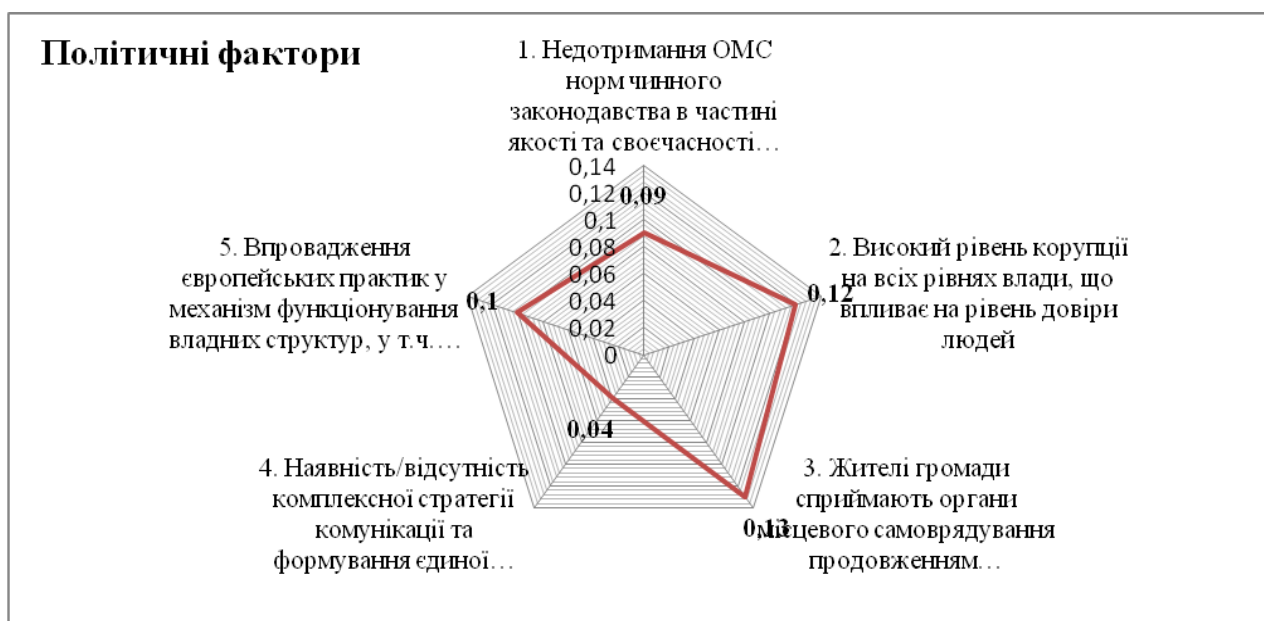 Політичні фактори
1. Недотримання ОМС
норм чинного
законодавства в частині
якості та своєчасності…
0,14
0,12
0,1
0,08
0,06
0,04
0,02
0
0,09
2. Високий рівень корупції
на всіх рівнях влади, що
впливає на рівень довіри
людей
0,12
3. Жителі громади
сприймають органи
місцевого самоврядування
продовженням…
0,13
4. Наявність/відсутність
комплексної стратегії
комунікації та
формування єдиної…
0,04
5. Впровадження
європейських практик у
механізм функціонування
владних структур, у т.ч.…
0,1